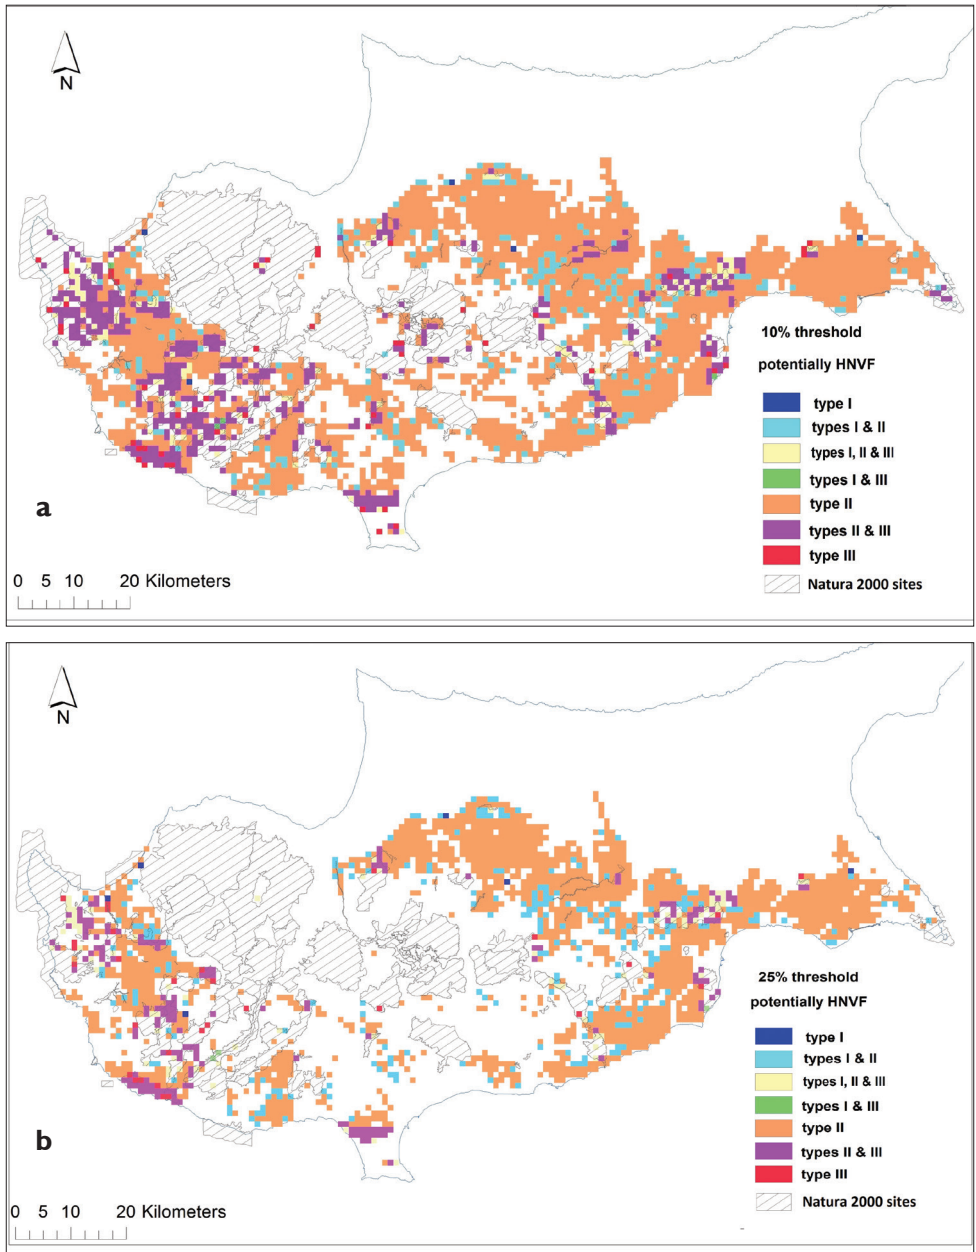 N
10% threshold
potentially HNVF
type I
types I & II
types I, II & III
types I & III
type II
types II & III
type III
Natura 2000 sites
a
0 5 10 20 Kilometers
N
25% threshold
potentially HNVF
type I
types I & II
types I, II & III
types I & III
type II
types II & III
type III
Natura 2000 sites
b
0 5 10 20 Kilometers